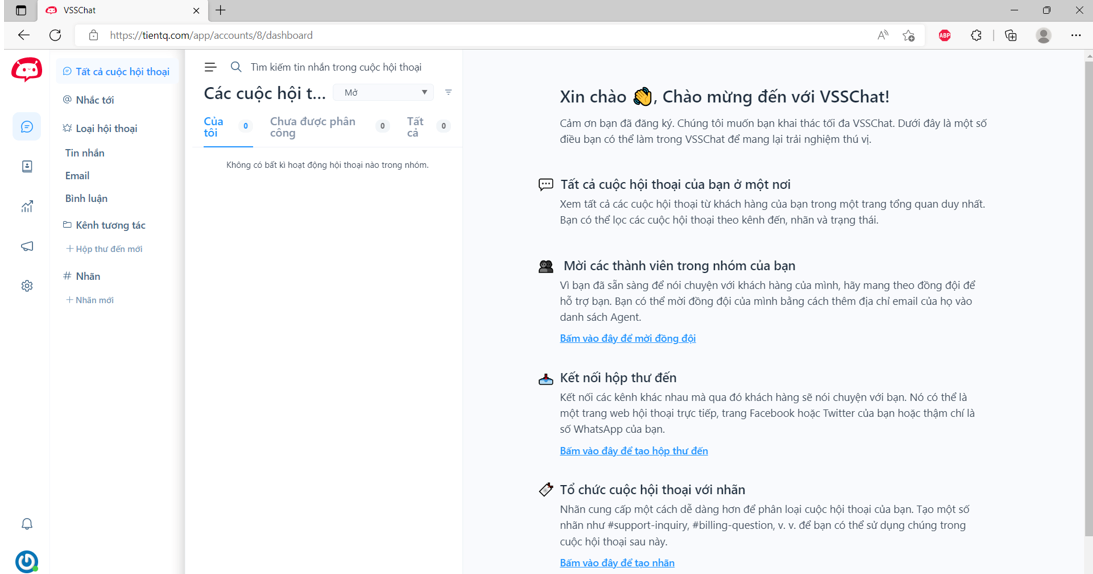 VSSChat
https://tientq.com/app/accounts/8/dashboard
ABP
Tất cả cuộc hội thoại
Nhắc tới
Loại hội thoại
Tin nhắn
Email
Bình luận
Kênh tương tác
+ Hộp thư đến mới
# Nhãn
+ Nhãn mới
Tìm kiếm tin nhắn trong cuộc hội thoại
Các cuộc hội t...
Mở
Của tôi 0
Chưa được phân công 0
Tất cả 0
Không có bất kì hoạt động hội thoại nào trong nhóm.
Xin chào 👋, Chào mừng đến với VSSChat!
Cảm ơn bạn đã đăng ký. Chúng tôi muốn bạn khai thác tối đa VSSChat. Dưới đây là một số
điều bạn có thể làm trong VSSChat để mang lại trải nghiệm thú vị.
Tất cả cuộc hội thoại của bạn ở một nơi
Xem tất cả các cuộc hội thoại từ khách hàng của bạn trong một trang tổng quan duy nhất.
Bạn có thể lọc các cuộc hội thoại theo kênh đến, nhãn và trạng thái.
Mời các thành viên trong nhóm của bạn
Vì bạn đã sẵn sàng để nói chuyện với khách hàng của mình, hãy mang theo đồng đội để
hỗ trợ bạn. Bạn có thể mời đồng đội của mình bằng cách thêm địa chỉ email của họ vào
danh sách Agent.
Bấm vào đây để mời đồng đội
Kết nối hộp thư đến
Kết nối các kênh khác nhau mà qua đó khách hàng sẽ nói chuyện với bạn. Nó có thể là
một trang web hội thoại trực tiếp, trang Facebook hoặc Twitter của bạn hoặc thậm chí là
số WhatsApp của bạn.
Bấm vào đây để tạo hộp thư đến
Tổ chức cuộc hội thoại với nhãn
Nhãn cung cấp một cách dễ dàng hơn để phân loại cuộc hội thoại của bạn. Tạo một số
nhãn như #support-inquiry, #billing-question, v. v. để bạn có thể sử dụng chúng trong
cuộc hội thoại sau này.
Bấm vào đây để tạo nhãn